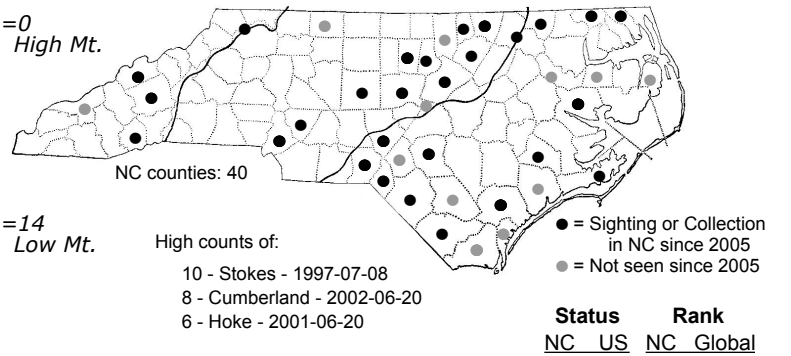 =0
High Mt.
NC counties: 40
=14
Low Mt.
High counts of:
10 - Stokes - 1997-07-08
8 - Cumberland - 2002-06-20
6 - Hoke - 2001-06-20
= Sighting or Collection
in NC since 2005
= Not seen since 2005
Status Rank
NC US NC Global